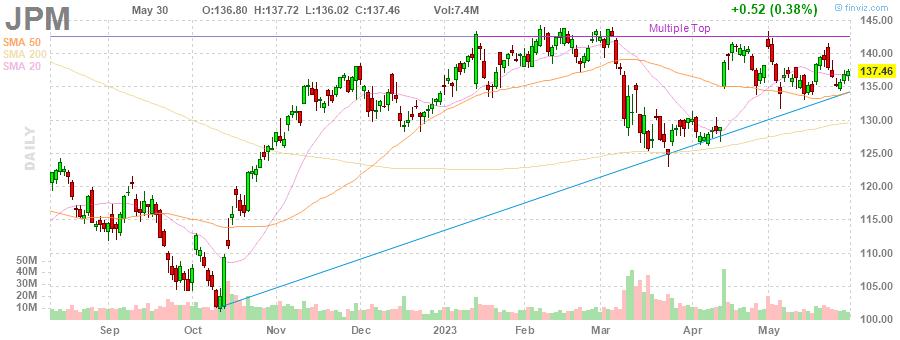 JPM May 30 O:136.80 H:137.72 L:136.02 C:137.46 Vol:7.4M +0.52 (0.38%) © finviz.com
SMA 50
SMA 200
SMA 20
Multiple Top
DAILY
145.00
140.00
137.46
135.00
130.00
125.00
120.00
115.00
110.00
105.00
100.00
50M
40M
30M
20M
10M
Sep Oct Nov Dec 2023 Feb Mar Apr May